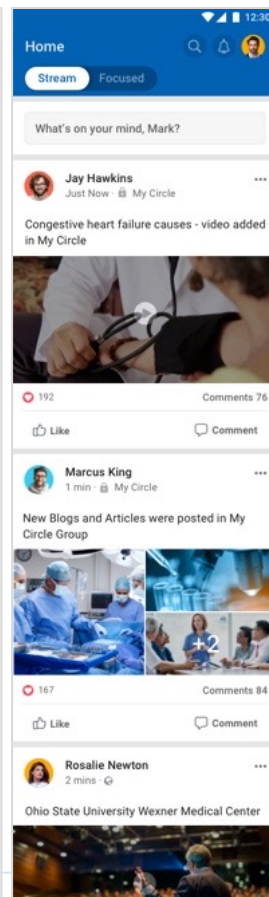 12:30
Home
Stream Focused
What's on your mind, Mark?
Jay Hawkins
Just Now · My Circle
Congestive heart failure causes - video added
in My Circle
192 Comments 76
Like Comment
Marcus King
1 min · My Circle
New Blogs and Articles were posted in My
Circle Group
+2
167 Comments 84
Like Comment
Rosalie Newton
2 mins ·
Ohio State University Wexner Medical Center